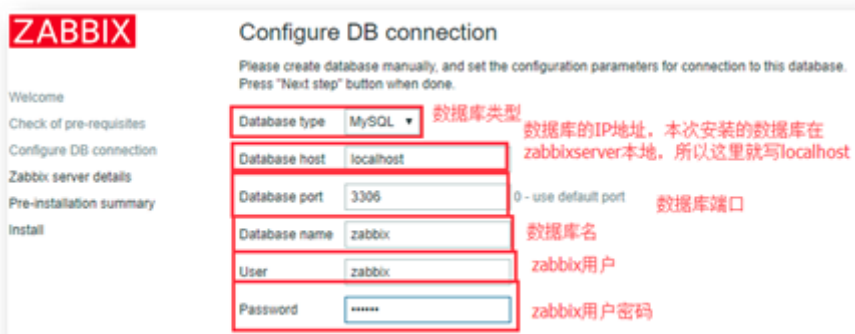 ZABBIX
Configure DB connection
Please create database manually, and set the configuration parameters for connection to this database.
Press "Next step" button when done.
Welcome
Check of pre-requisites
Configure DB connection
Zabbix server details
Pre-installation summary
Install
Database type MySQL 数据库类型
数据库的IP地址，本次安装的数据库在
zabbixserver本地，所以这里就写localhost
Database host localhost
Database port 3306 0 - use default port 数据库端口
Database name zabbix 数据库名
User zabbix zabbix用户
Password •••••• zabbix用户密码